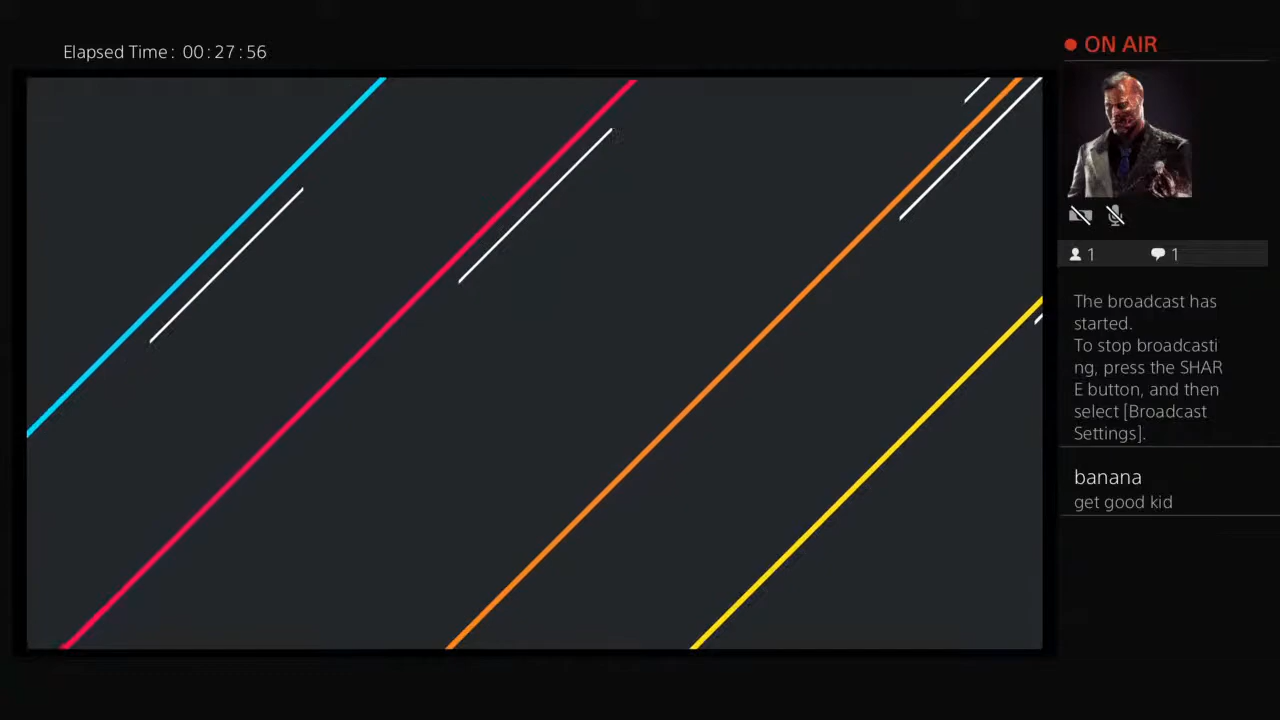 Elapsed Time: 00:27:56
ON AIR
1 1
The broadcast has
started.
To stop broadcasti
ng, press the SHAR
E button, and then
select [Broadcast
Settings].
banana
get good kid